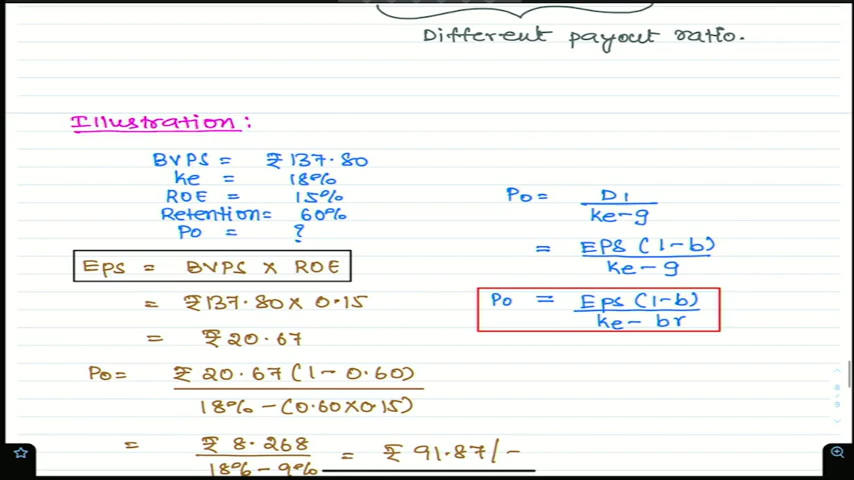 Different payout ratio.
Illustration:
BVPS = ₹137.80
ke = 18%
ROE = 15%
Retention= 60%
Po = ?
EPS = BVPS × ROE
= ₹137.80 × 0.15
= ₹20.67
Po = D1 / ke-g
= EPS (1-b) / ke-g
Po = EPS (1-b) / ke - br
Po = ₹20.67 (1-0.60) / 18% - (0.60×0.15)
= ₹8.268 / 18% - 9% = ₹91.87/-